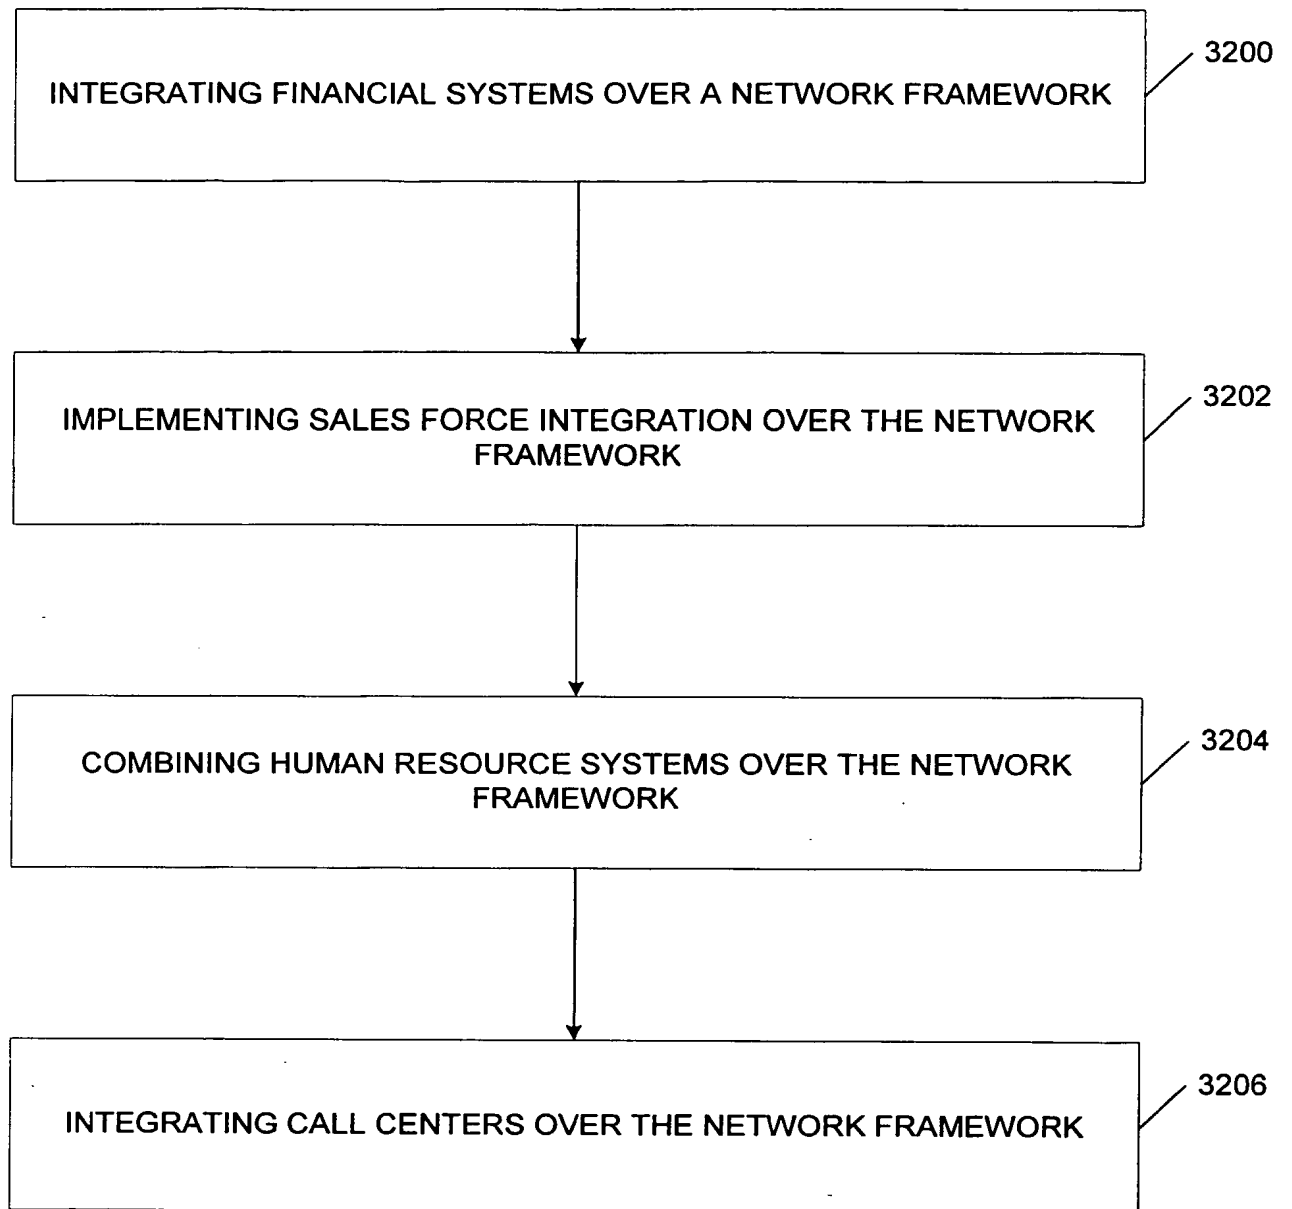 3200
INTEGRATING FINANCIAL SYSTEMS OVER A NETWORK FRAMEWORK
3202
IMPLEMENTING SALES FORCE INTEGRATION OVER THE NETWORK
FRAMEWORK
3204
COMBINING HUMAN RESOURCE SYSTEMS OVER THE NETWORK
FRAMEWORK
3206
INTEGRATING CALL CENTERS OVER THE NETWORK FRAMEWORK